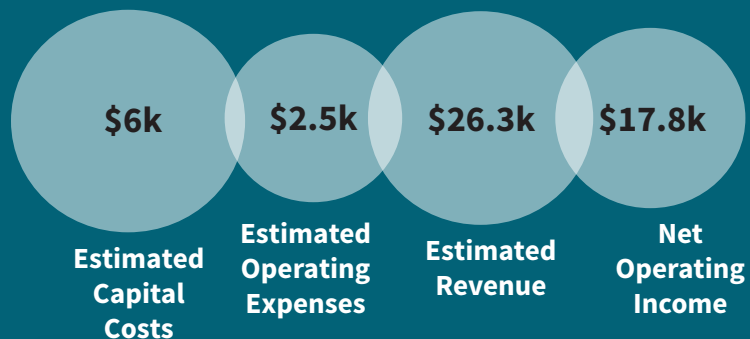 $6k
Estimated
Capital
Costs
$2.5k
Estimated
Operating
Expenses
$26.3k
Estimated
Revenue
$17.8k
Net
Operating
Income